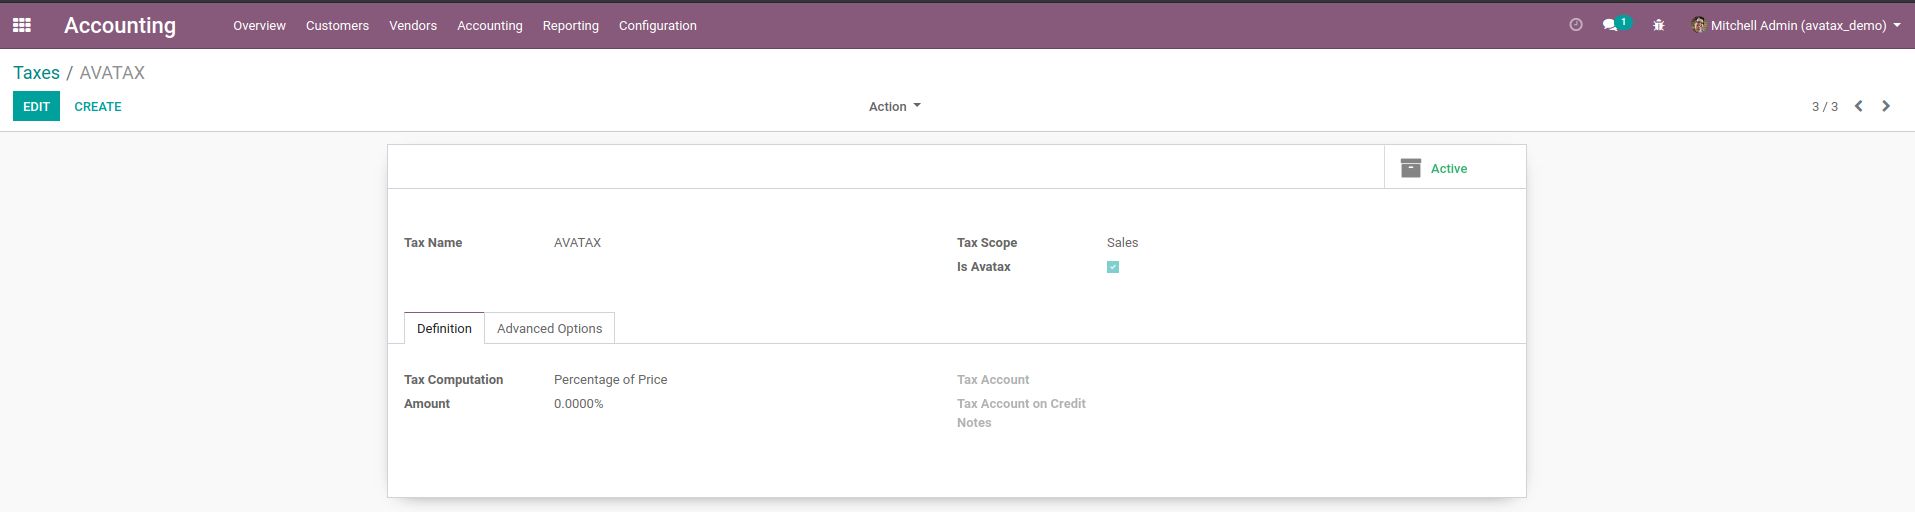 Accounting Overview Customers Vendors Accounting Reporting Configuration 1 Mitchell Admin (avatax_demo)
Taxes / AVATAX
EDIT CREATE Action 3 / 3
Active
Tax Name AVATAX Tax Scope Sales
Is Avatax
Definition Advanced Options
Tax Computation Percentage of Price Tax Account
Amount 0.0000% Tax Account on Credit
Notes